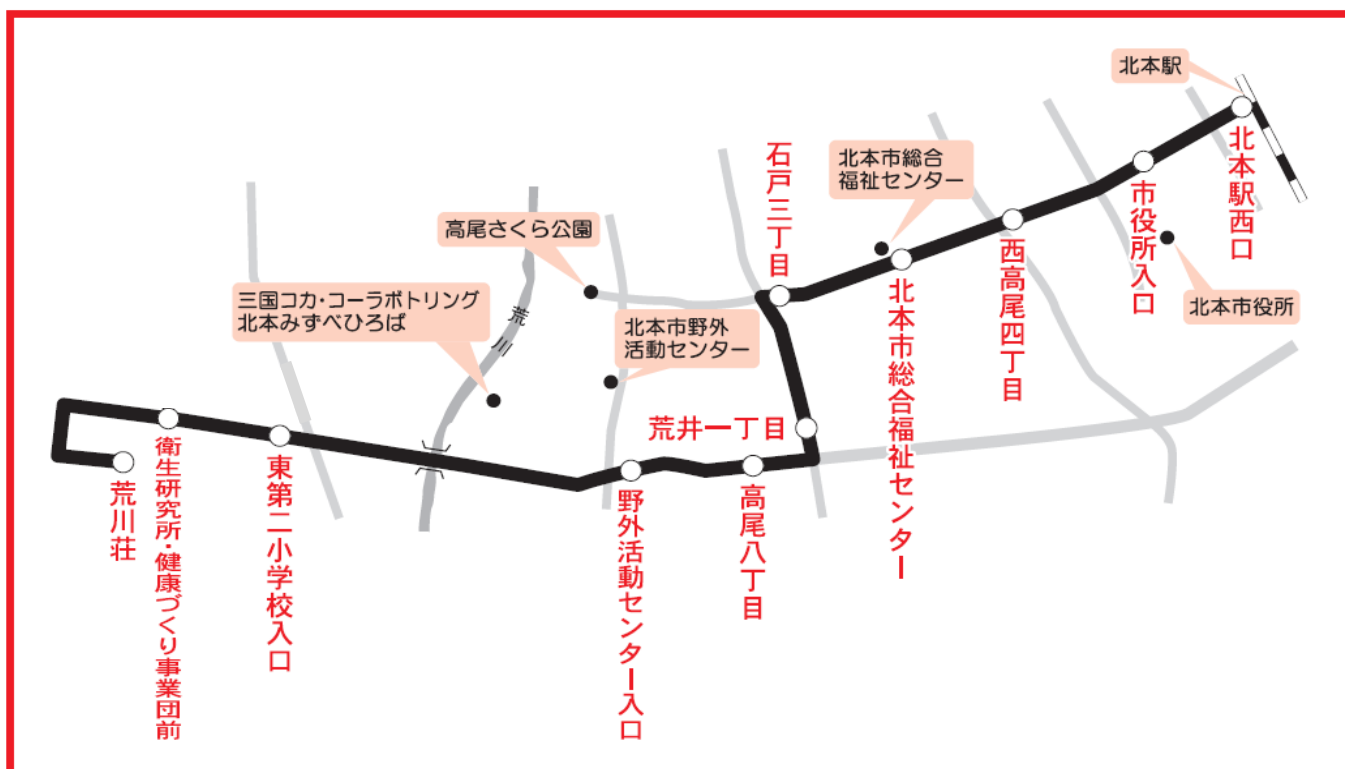 北本駅
北本駅西口
市役所入口
北本市役所
西高尾四丁目
北本市総合
福祉センター
北本市総合福祉センター
石戸三丁目
荒井一丁目
高尾八丁目
高尾さくら公園
北本市野外
活動センター
野外活動センター入口
荒川
三国コカ・コーラボトリング
北本みずべひろば
東第二小学校入口
衛生研究所・健康づくり事業団前
荒川荘